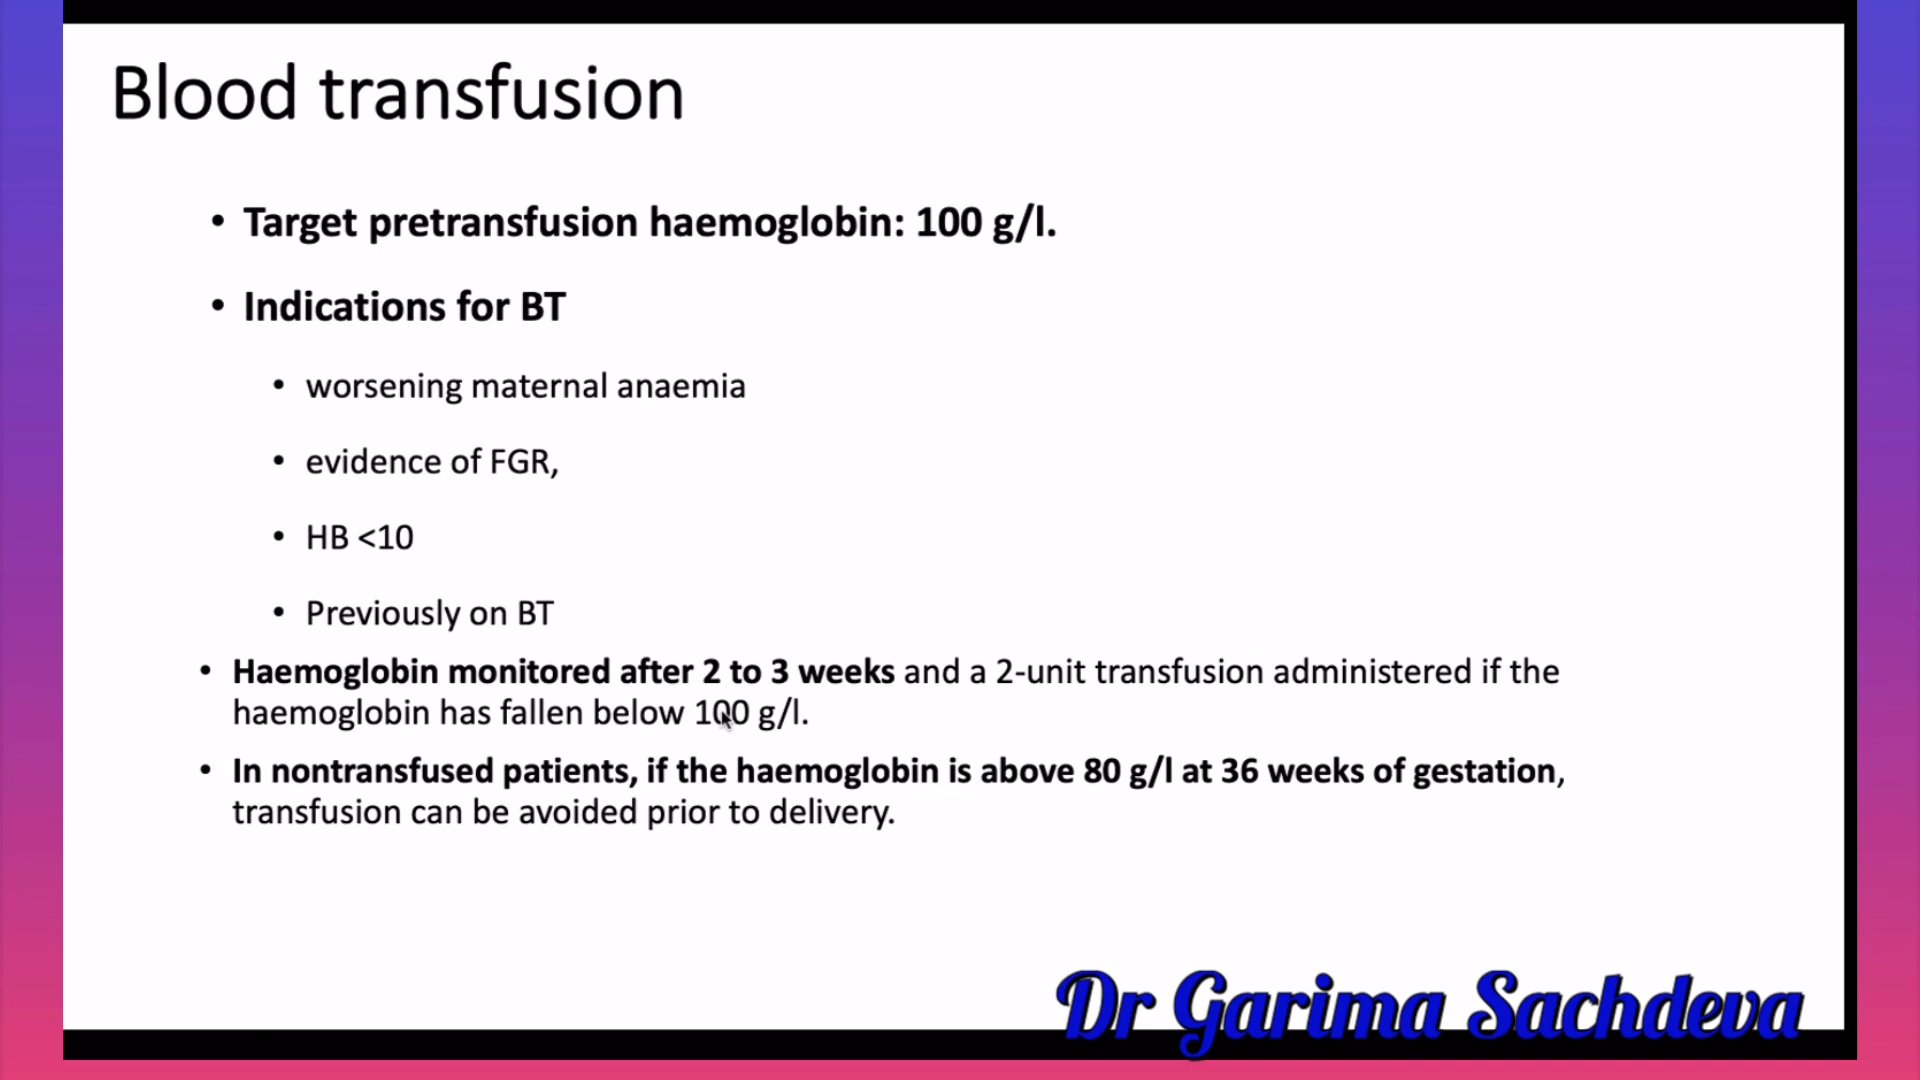 Blood transfusion
• Target pretransfusion haemoglobin: 100 g/l.
• Indications for BT
• worsening maternal anaemia
• evidence of FGR,
• HB <10
• Previously on BT
• Haemoglobin monitored after 2 to 3 weeks and a 2-unit transfusion administered if the
haemoglobin has fallen below 100 g/l.
• In nontransfused patients, if the haemoglobin is above 80 g/l at 36 weeks of gestation,
transfusion can be avoided prior to delivery.
Dr Garima Sachdeva